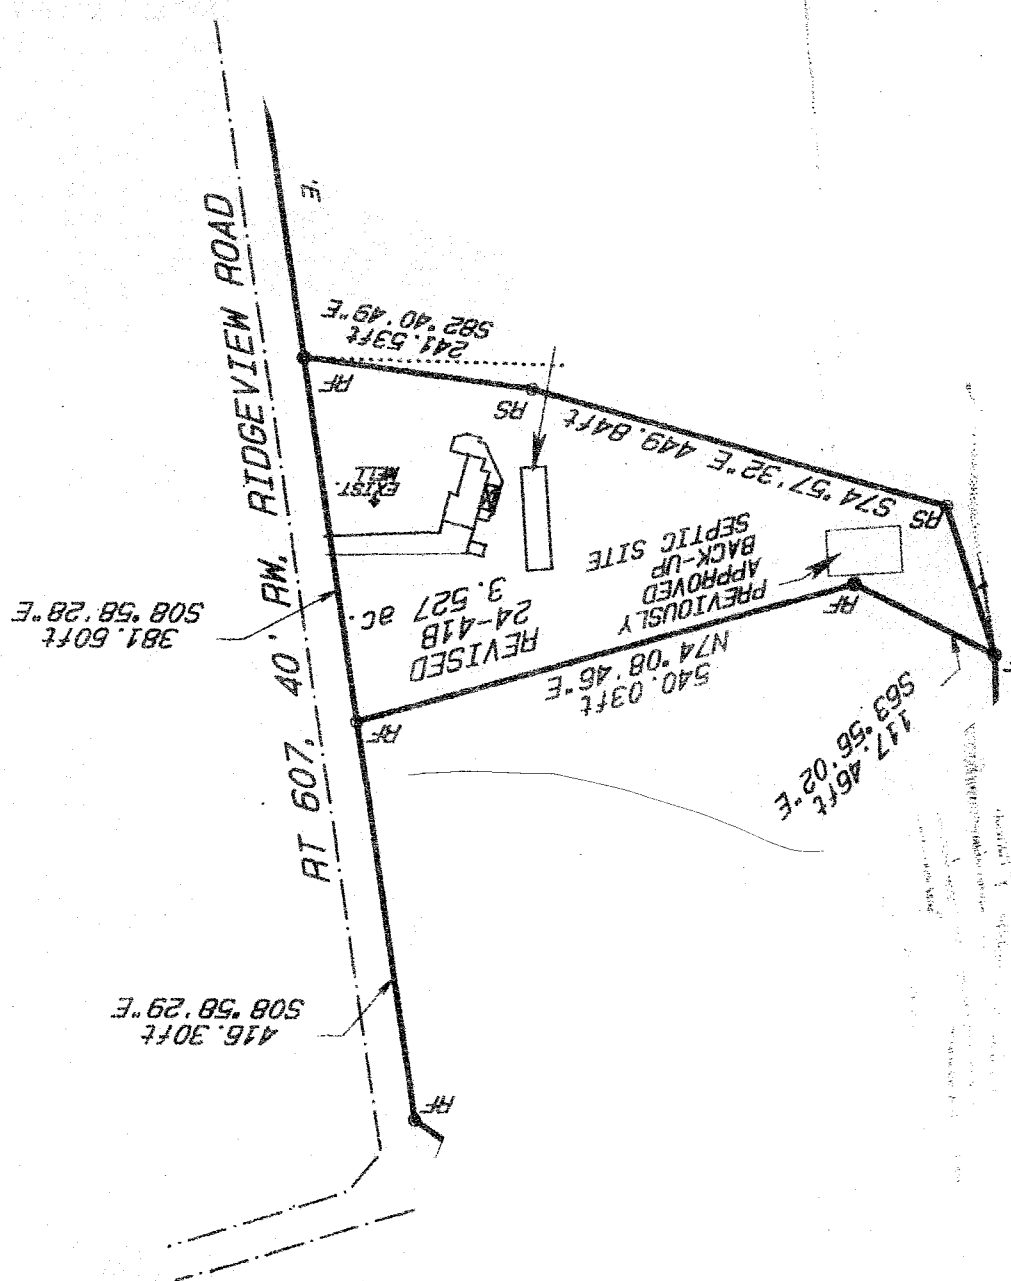 'E
RT 607, 40' RW, RIDGEVIEW ROAD
241.53ft
S82°40'49"E
RF
RS
S74°57'32"E 449.84ft
RS
EXIST.
WELL
PREVIOUSLY
APPROVED
BACK-UP
SEPTIC SITE
REVISED
24-41B
3.527 ac.
381.60ft
S08°58'28"E
RF
540.03ft
N74°08'46"E
RF
117.46ft
S63°56'02"E
416.30ft
S08°58'29"E
RF